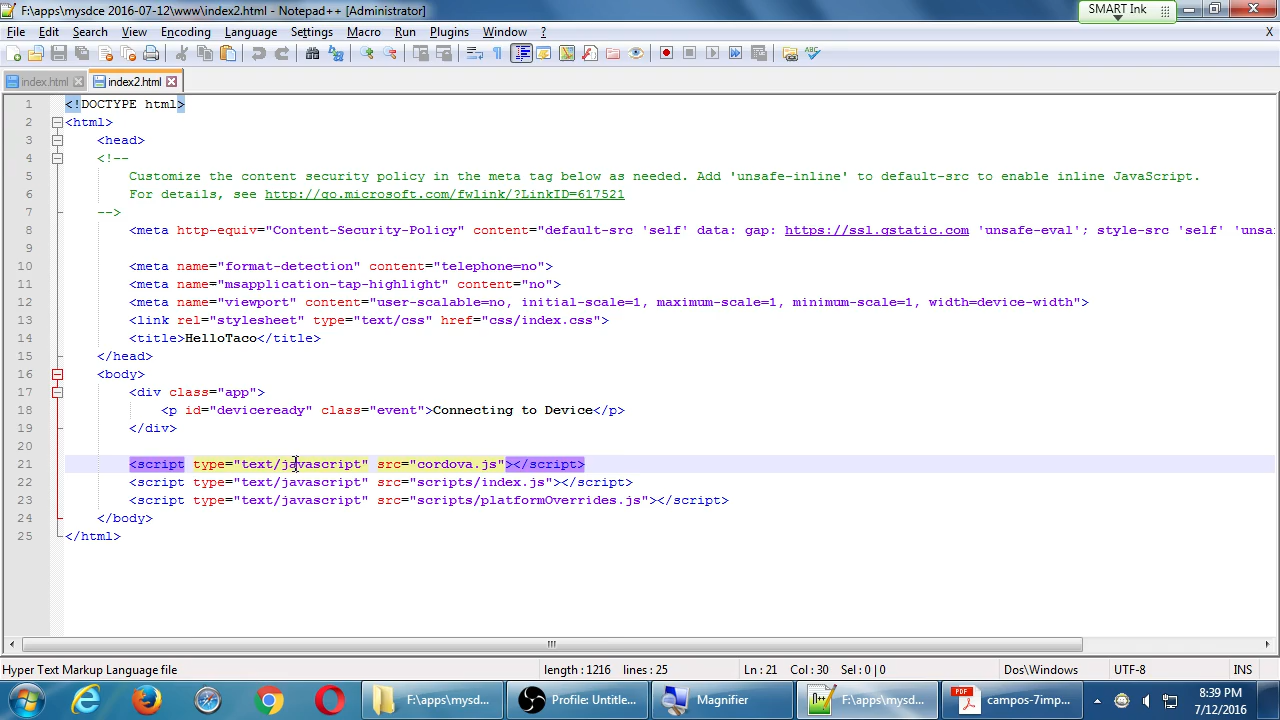 F:\apps\mysdce 2016-07-12\www\index2.html - Notepad++ [Administrator]
SMART Ink
File Edit Search View Encoding Language Settings Macro Run Plugins Window ? X
index.html index2.html
1 <!DOCTYPE html>
2 <html>
3 <head>
4 <!--
5 Customize the content security policy in the meta tag below as needed. Add 'unsafe-inline' to default-src to enable inline JavaScript.
6 For details, see http://go.microsoft.com/fwlink/?LinkID=617521
7 -->
8 <meta http-equiv="Content-Security-Policy" content="default-src 'self' data: gap: https://ssl.gstatic.com 'unsafe-eval'; style-src 'self' 'unsa
9
10 <meta name="format-detection" content="telephone=no">
11 <meta name="msapplication-tap-highlight" content="no">
12 <meta name="viewport" content="user-scalable=no, initial-scale=1, maximum-scale=1, minimum-scale=1, width=device-width">
13 <link rel="stylesheet" type="text/css" href="css/index.css">
14 <title>HelloTaco</title>
15 </head>
16 <body>
17 <div class="app">
18 <p id="deviceready" class="event">Connecting to Device</p>
19 </div>
20
21 <script type="text/javascript" src="cordova.js"></script>
22 <script type="text/javascript" src="scripts/index.js"></script>
23 <script type="text/javascript" src="scripts/platformOverrides.js"></script>
24 </body>
25 </html>
Hyper Text Markup Language file length : 1216 lines : 25 Ln : 21 Col : 30 Sel : 0 | 0 Dos\Windows UTF-8 INS
F:\apps\mysd... Profile: Untitle... Magnifier F:\apps\mysd... PDF campos-7imp... 8:39 PM
7/12/2016